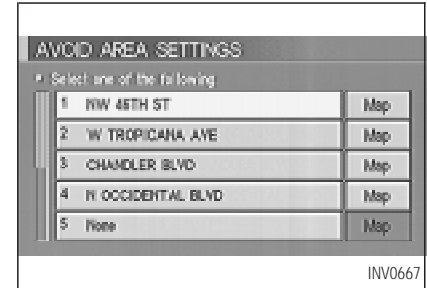 AVOID AREA SETTINGS
Select one of the following
1 NW 46TH ST Map
2 W TROPICANA AVE Map
3 CHANDLER BLVD Map
4 N OCCIDENTAL BLVD Map
5 None Map
INV0667